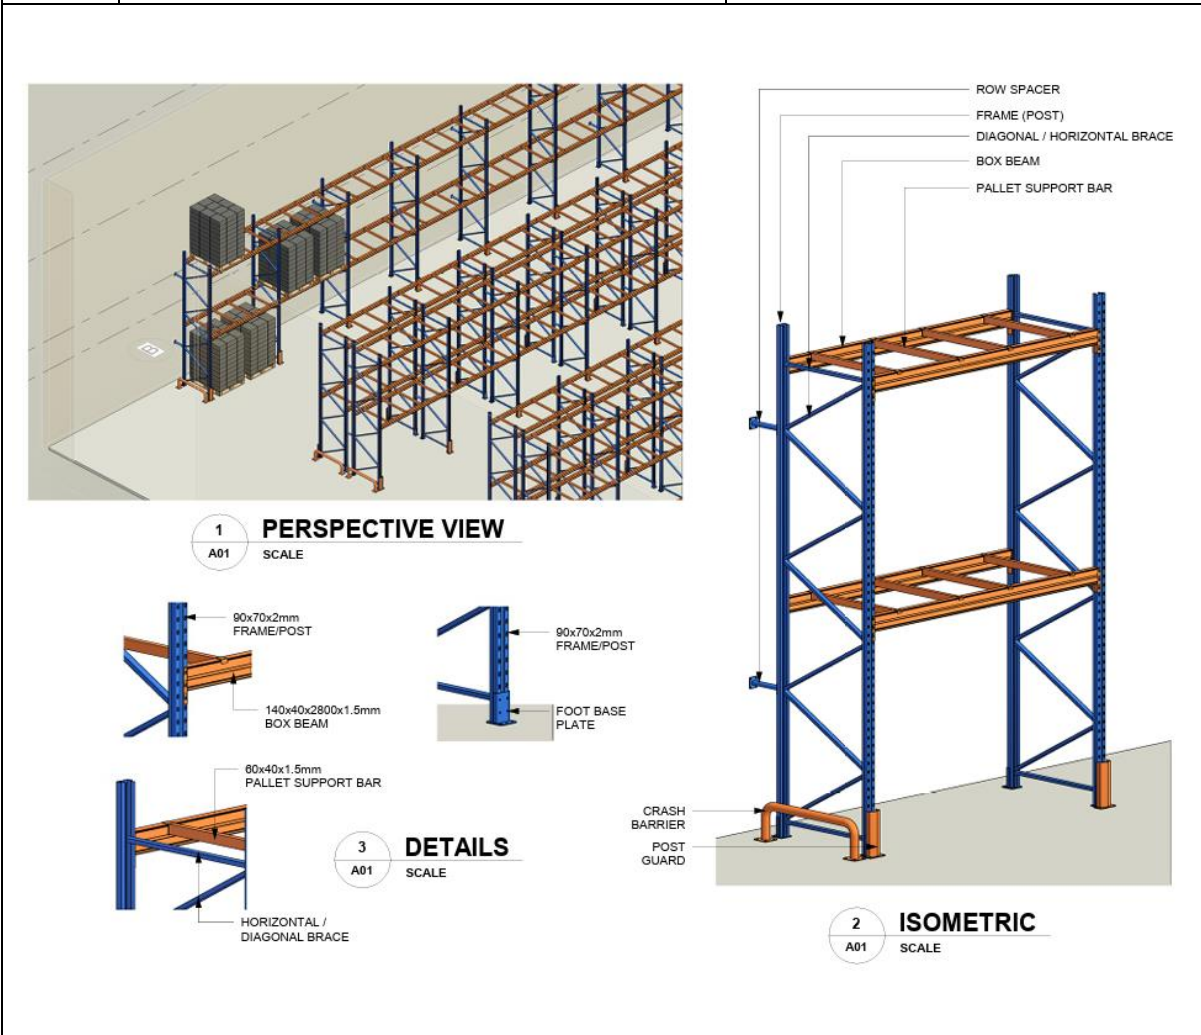 ROW SPACER
FRAME (POST)
DIAGONAL / HORIZONTAL BRACE
BOX BEAM
PALLET SUPPORT BAR
B
1
A01
PERSPECTIVE VIEW
SCALE
90x70x2mm
FRAME/POST
140x40x2800x1.5mm
BOX BEAM
90x70x2mm
FRAME/POST
FOOT BASE
PLATE
60x40x1.5mm
PALLET SUPPORT BAR
HORIZONTAL /
DIAGONAL BRACE
3
A01
DETAILS
SCALE
CRASH
BARRIER
POST
GUARD
2
A01
ISOMETRIC
SCALE